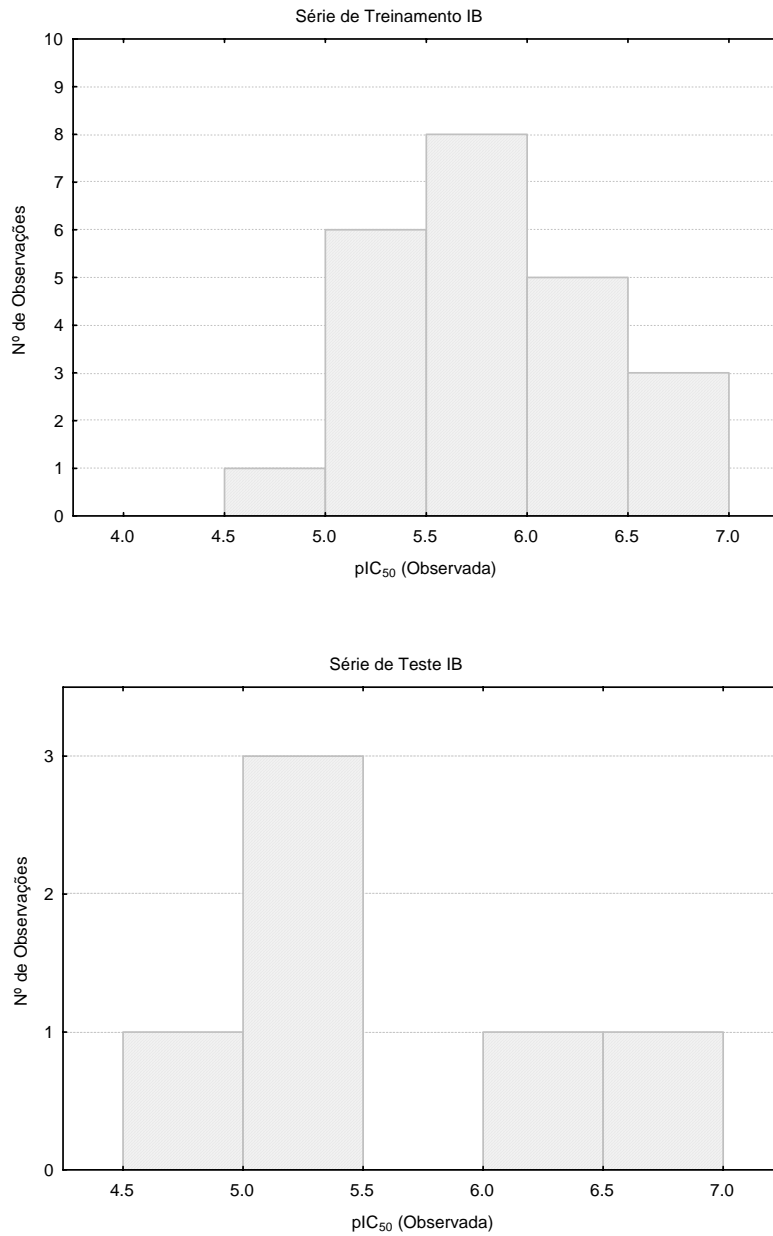 Série de Treinamento IB
10
9
8
7
6
5
4
3
2
1
0
Nº de Observações
4.0 4.5 5.0 5.5 6.0 6.5 7.0
pIC₅₀ (Observada)
Série de Teste IB
3
2
1
0
Nº de Observações
4.5 5.0 5.5 6.0 6.5 7.0
pIC₅₀ (Observada)